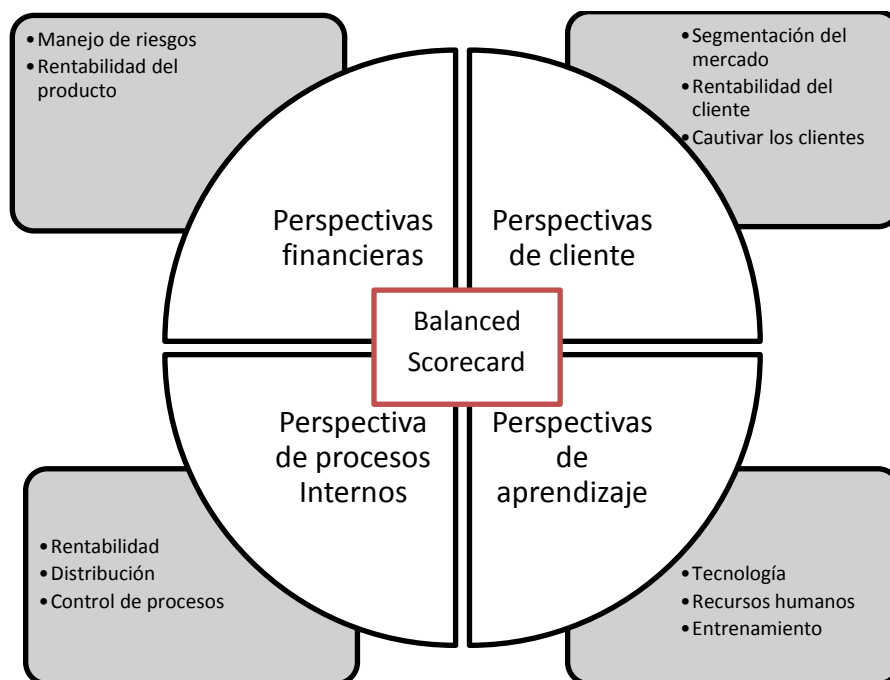 •Manejo de riesgos
•Rentabilidad del
producto
•Segmentación del
mercado
•Rentabilidad del
cliente
•Cautivar los clientes
Perspectivas
financieras
Perspectivas
de cliente
Balanced
Scorecard
Perspectiva
de procesos
Internos
Perspectivas
de
aprendizaje
•Rentabilidad
•Distribución
•Control de procesos
•Tecnología
•Recursos humanos
•Entrenamiento